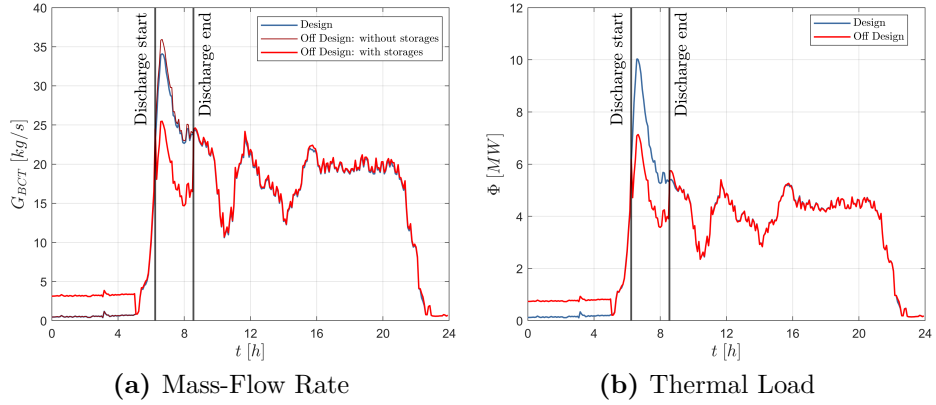 40
35
30
25
20
15
10
5
0
G_BCT [kg/s]
Discharge start
Discharge end
Design
Off Design: without storages
Off Design: with storages
0 4 8 12 16 20 24
t [h]
(a) Mass-Flow Rate
12
10
8
6
4
2
0
Φ [MW]
Discharge start
Discharge end
Design
Off Design
0 4 8 12 16 20 24
t [h]
(b) Thermal Load